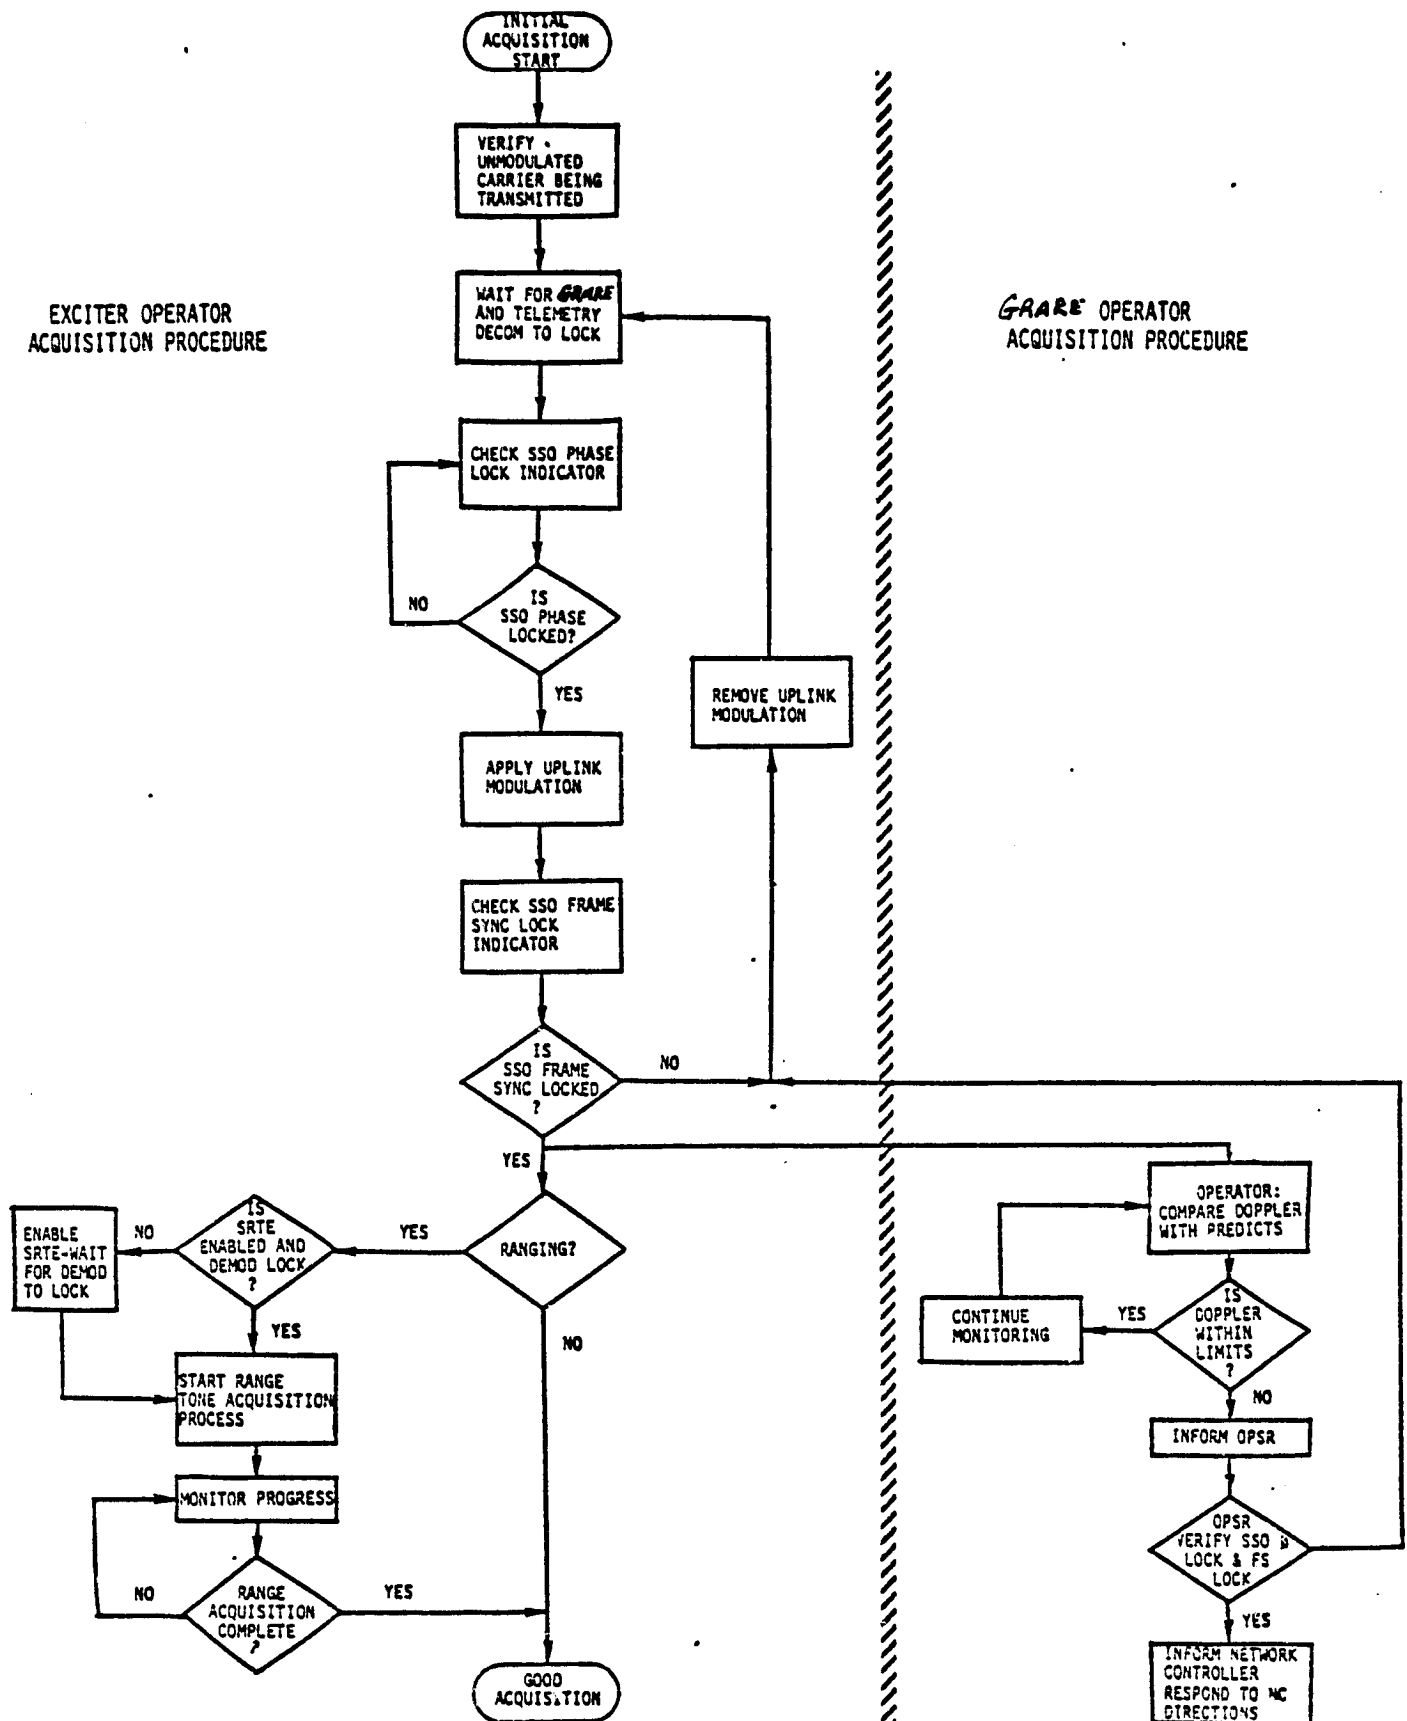 INITIAL
ACQUISITION
START
VERIFY
UNMODULATED
CARRIER BEING
TRANSMITTED
EXCITER OPERATOR
ACQUISITION PROCEDURE
WAIT FOR GRARE
AND TELEMETRY
DECOM TO LOCK
GRARE OPERATOR
ACQUISITION PROCEDURE
CHECK SSO PHASE
LOCK INDICATOR
IS
SSO PHASE
LOCKED?
NO
YES
REMOVE UPLINK
MODULATION
APPLY UPLINK
MODULATION
CHECK SSO FRAME
SYNC LOCK
INDICATOR
IS
SSO FRAME
SYNC LOCKED
?
NO
YES
RANGING?
YES
NO
IS
SRTE
ENABLED AND
DEMOD LOCK
?
NO
YES
ENABLE
SRTE-WAIT
FOR DEMOD
TO LOCK
START RANGE
TONE ACQUISITION
PROCESS
MONITOR PROGRESS
RANGE
ACQUISITION
COMPLETE
?
NO
YES
GOOD
ACQUISITION
OPERATOR:
COMPARE DOPPLER
WITH PREDICTS
IS
DOPPLER
WITHIN
LIMITS
?
YES
CONTINUE
MONITORING
NO
INFORM OPSR
OPSR
VERIFY SSO
LOCK & FS
LOCK
YES
INFORM NETWORK
CONTROLLER
RESPOND TO NC
DIRECTIONS